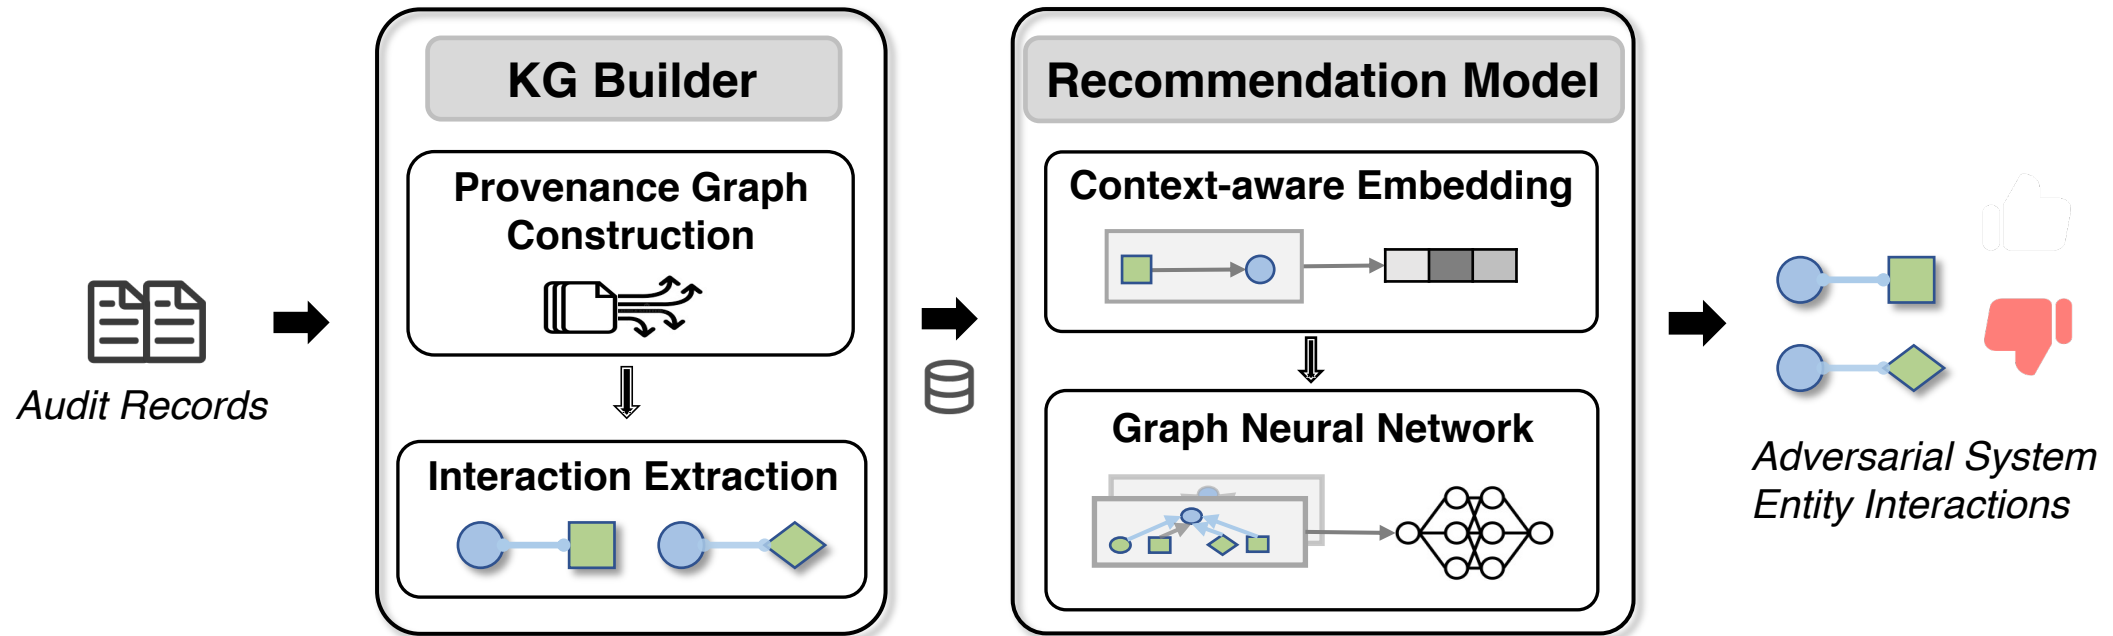 KG Builder
Provenance Graph
Construction
Interaction Extraction
Audit Records
Recommendation Model
Context-aware Embedding
Graph Neural Network
Adversarial System
Entity Interactions